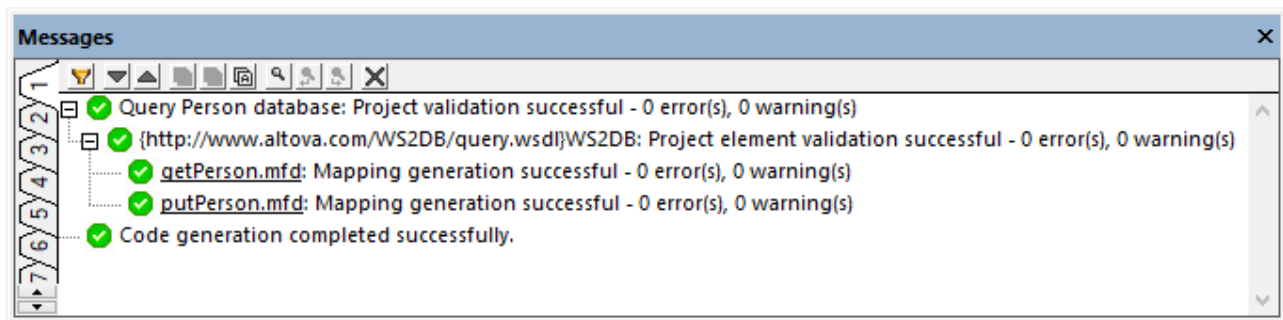 Messages
1
2
3
4
5
6
7
Query Person database: Project validation successful - 0 error(s), 0 warning(s)
{http://www.altova.com/WS2DB/query.wsdl}WS2DB: Project element validation successful - 0 error(s), 0 warning(s)
getPerson.mfd: Mapping generation successful - 0 error(s), 0 warning(s)
putPerson.mfd: Mapping generation successful - 0 error(s), 0 warning(s)
Code generation completed successfully.